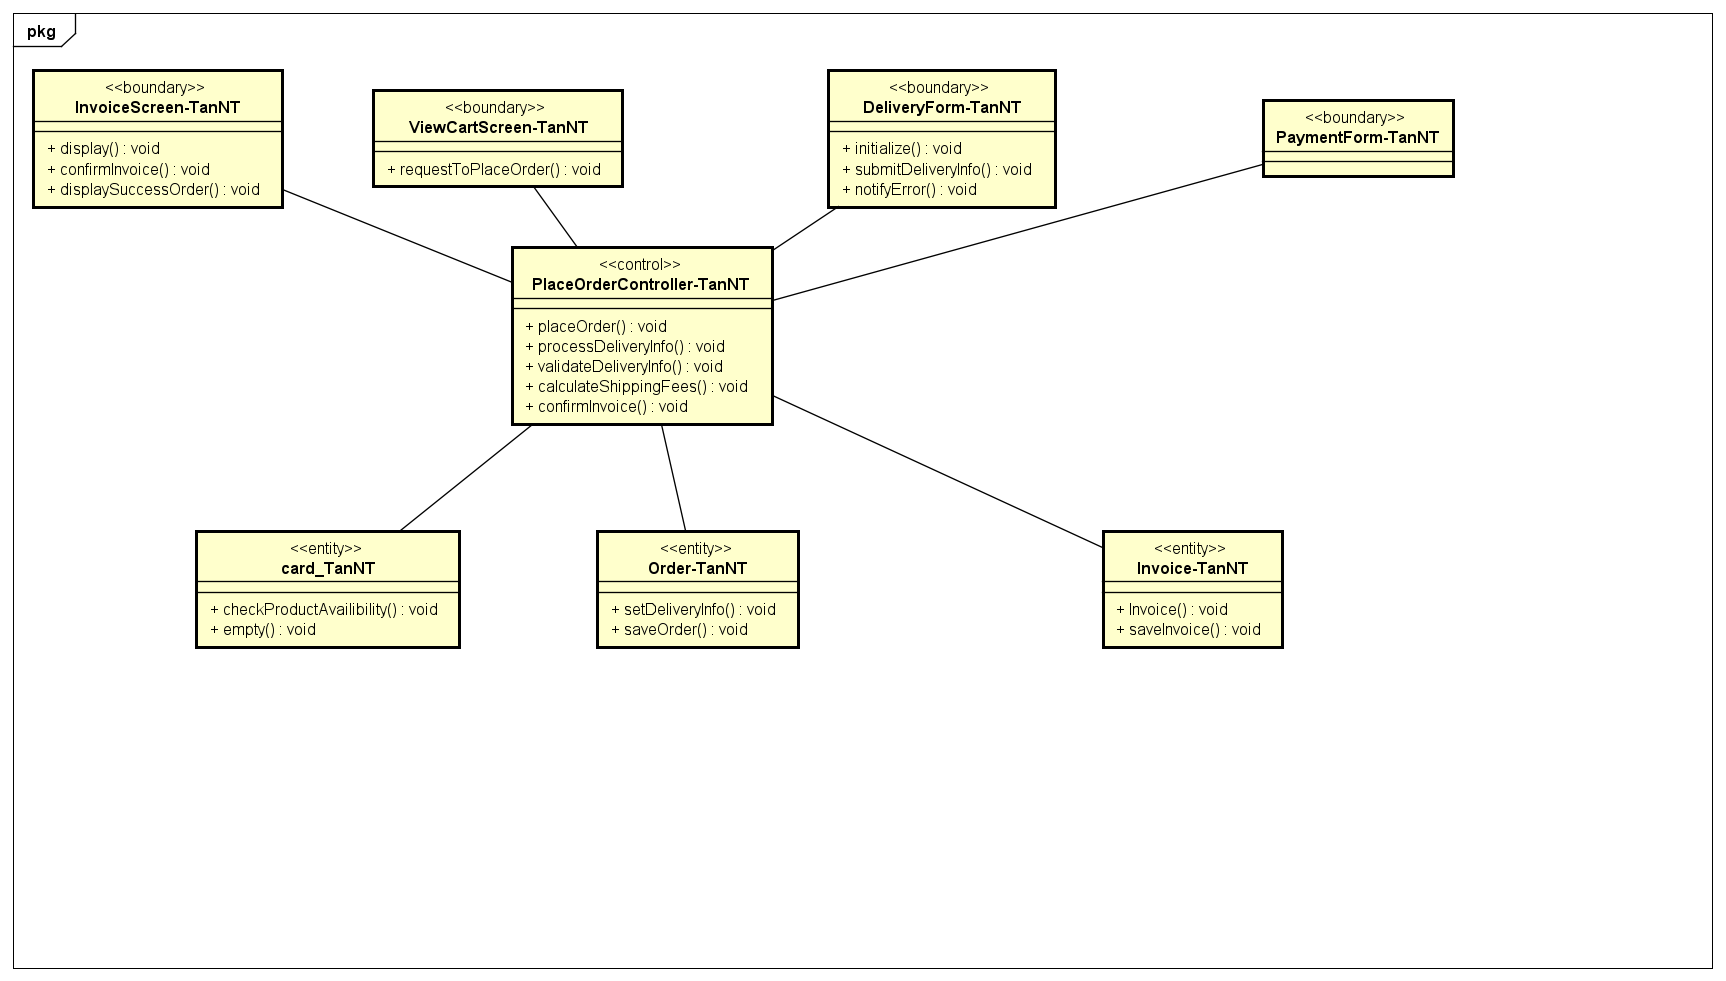 pkg
<<boundary>>
InvoiceScreen-TanNT
+ display() : void
+ confirmInvoice() : void
+ displaySuccessOrder() : void
<<boundary>>
ViewCartScreen-TanNT
+ requestToPlaceOrder() : void
<<boundary>>
DeliveryForm-TanNT
+ initialize() : void
+ submitDeliveryInfo() : void
+ notifyError() : void
<<boundary>>
PaymentForm-TanNT
<<control>>
PlaceOrderController-TanNT
+ placeOrder() : void
+ processDeliveryInfo() : void
+ validateDeliveryInfo() : void
+ calculateShippingFees() : void
+ confirmInvoice() : void
<<entity>>
card_TanNT
+ checkProductAvailibility() : void
+ empty() : void
<<entity>>
Order-TanNT
+ setDeliveryInfo() : void
+ saveOrder() : void
<<entity>>
Invoice-TanNT
+ Invoice() : void
+ saveInvoice() : void